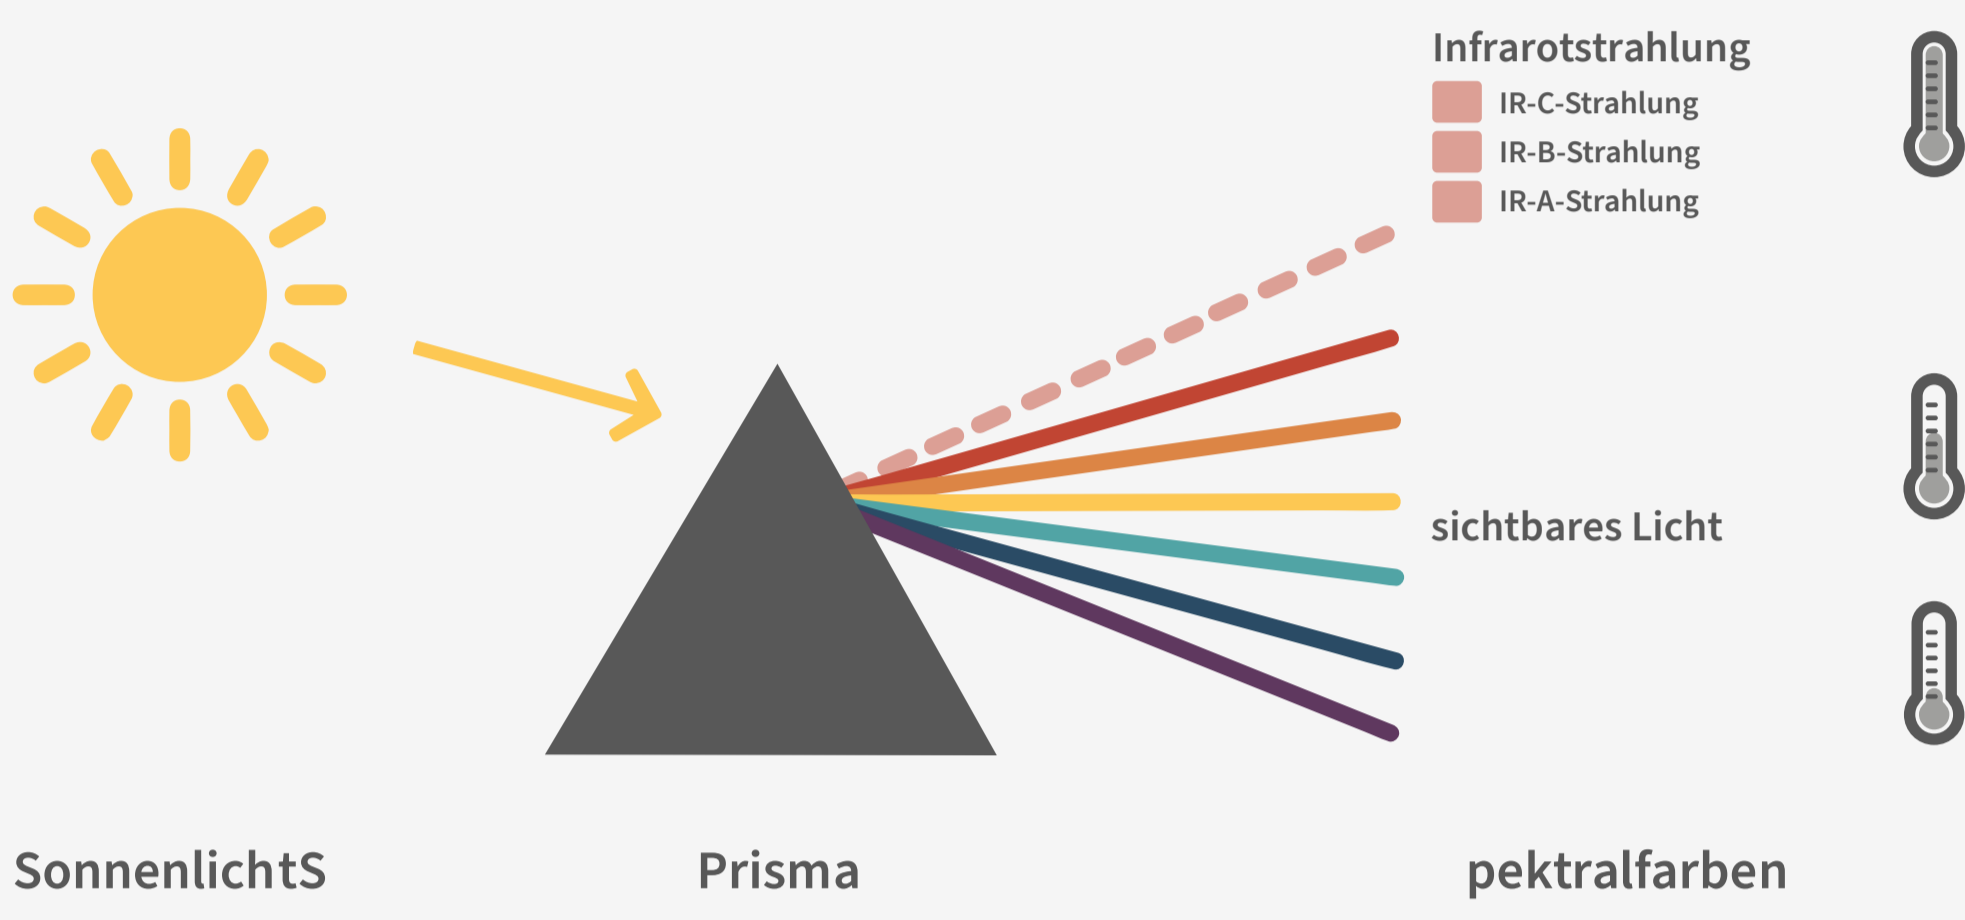 Infrarotstrahlung
IR-C-Strahlung
IR-B-Strahlung
IR-A-Strahlung
sichtbares Licht
SonnenlichtS
Prisma
pektralfarben